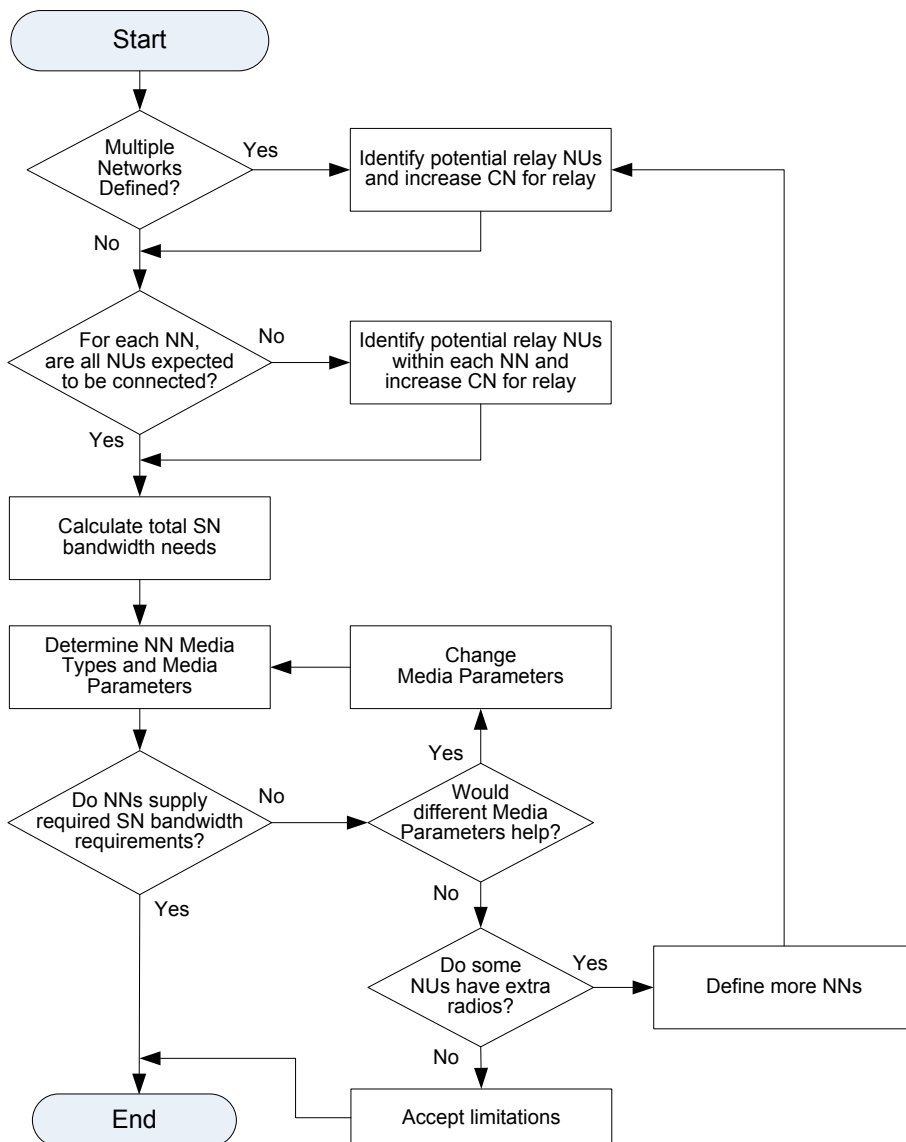 Start
Multiple
Networks
Defined?
Yes
Identify potential relay NUs
and increase CN for relay
No
For each NN,
are all NUs expected
to be connected?
No
Identify potential relay NUs
within each NN and
increase CN for relay
Yes
Calculate total SN
bandwidth needs
Determine NN Media
Types and Media
Parameters
Change
Media Parameters
Yes
Do NNs supply
required SN bandwidth
requirements?
No
Would
different Media
Parameters help?
Yes
No
Do some
NUs have extra
radios?
Yes
Define more NNs
No
Accept limitations
End